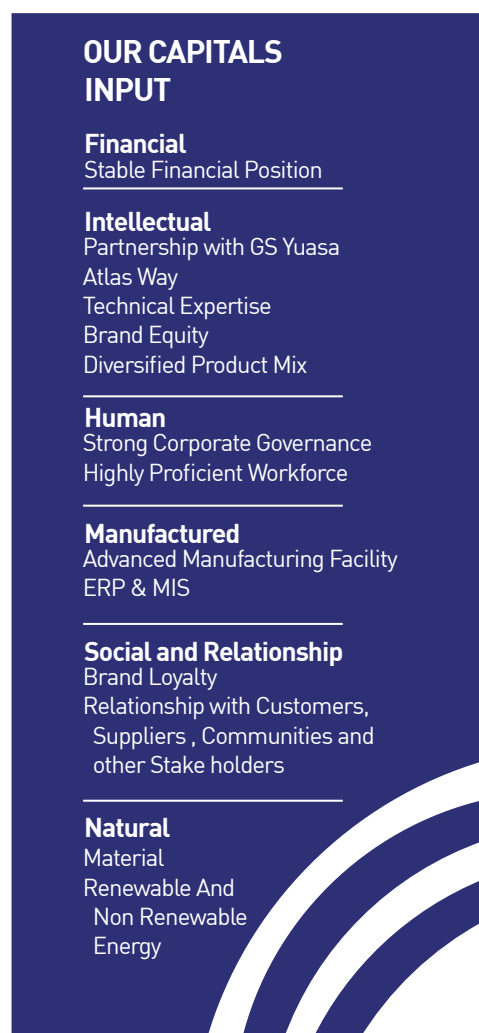 OUR CAPITALS
INPUT
Financial
Stable Financial Position
Intellectual
Partnership with GS Yuasa
Atlas Way
Technical Expertise
Brand Equity
Diversified Product Mix
Human
Strong Corporate Governance
Highly Proficient Workforce
Manufactured
Advanced Manufacturing Facility
ERP & MIS
Social and Relationship
Brand Loyalty
Relationship with Customers,
Suppliers , Communities and
other Stake holders
Natural
Material
Renewable And
Non Renewable
Energy